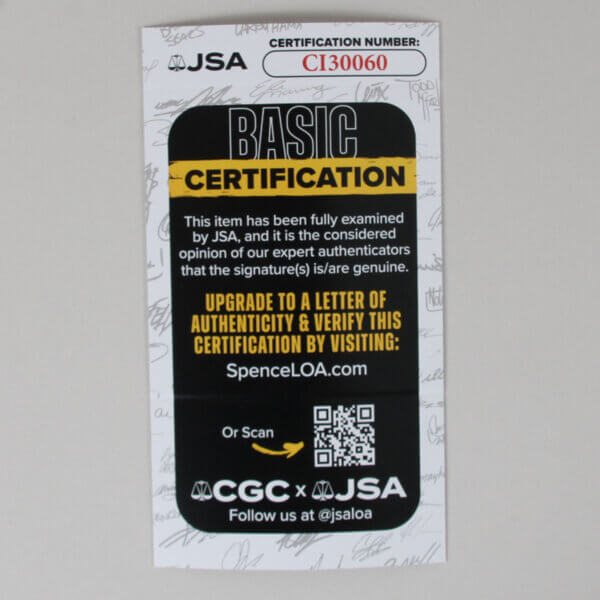 CERTIFICATION NUMBER:
JSA
CI30060
BASIC
CERTIFICATION
This item has been fully examined
by JSA, and it is the considered
opinion of our expert authenticators
that the signature(s) is/are genuine.
UPGRADE TO A LETTER OF
AUTHENTICITY & VERIFY THIS
CERTIFICATION BY VISITING:
SpenceLOA.com
Or Scan
CGC x JSA
Follow us at @jsaloa